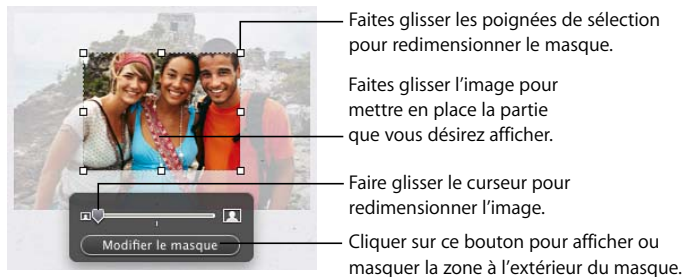 Faites glisser les poignées de sélection
pour redimensionner le masque.
Faites glisser l’image pour
mettre en place la partie
que vous désirez afficher.
Faire glisser le curseur pour
redimensionner l’image.
Modifier le masque
Cliquer sur ce bouton pour afficher ou
masquer la zone à l’extérieur du masque.